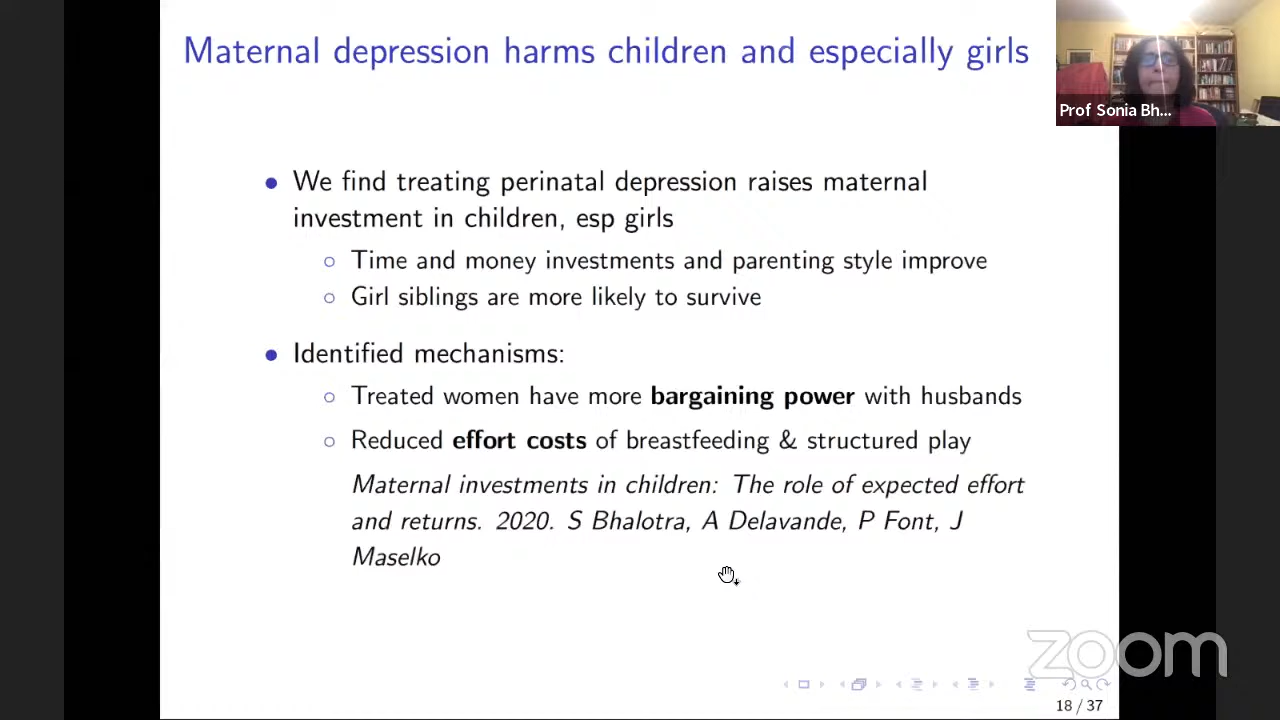 Maternal depression harms children and especially girls
Prof Sonia Bh...
We find treating perinatal depression raises maternal
investment in children, esp girls
Time and money investments and parenting style improve
Girl siblings are more likely to survive
Identified mechanisms:
Treated women have more bargaining power with husbands
Reduced effort costs of breastfeeding & structured play
Maternal investments in children: The role of expected effort
and returns. 2020. S Bhalotra, A Delavande, P Font, J
Maselko
zoom
18 / 37